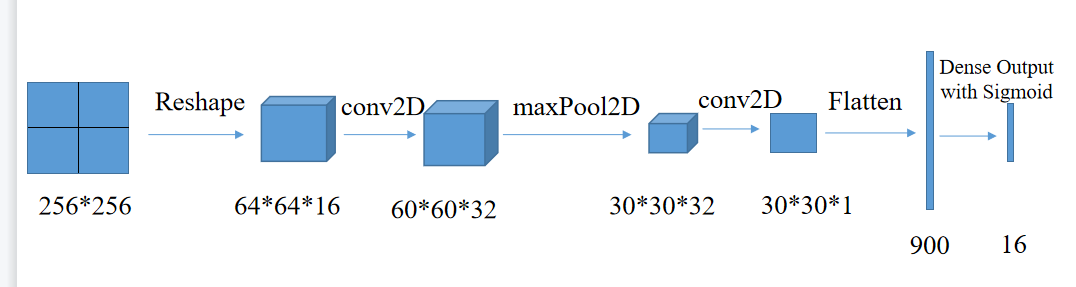 Reshape
conv2D
maxPool2D
conv2D
Flatten
Dense Output
with Sigmoid
256*256
64*64*16
60*60*32
30*30*32
30*30*1
900
16